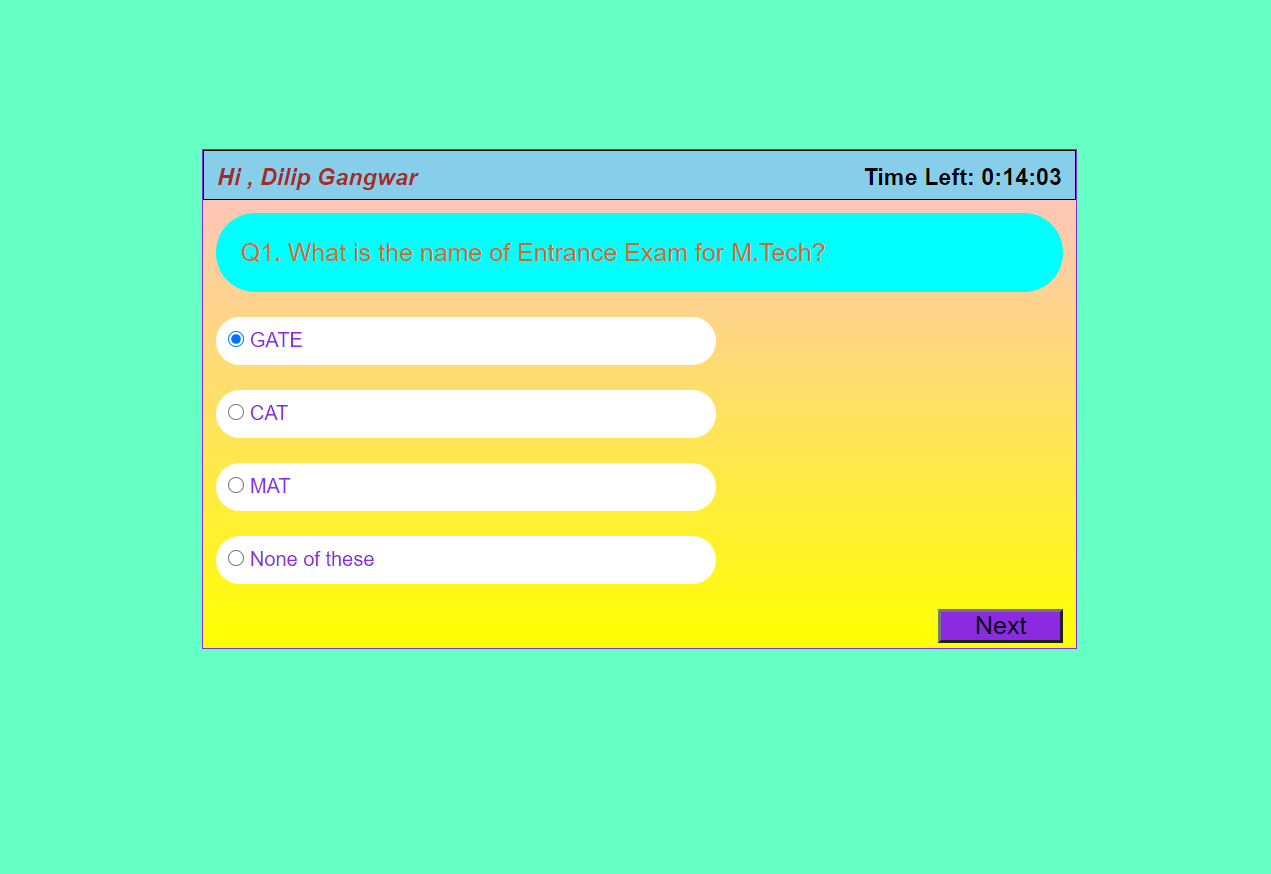 Hi , Dilip Gangwar
Time Left: 0:14:03
Q1. What is the name of Entrance Exam for M.Tech?
GATE
CAT
MAT
None of these
Next